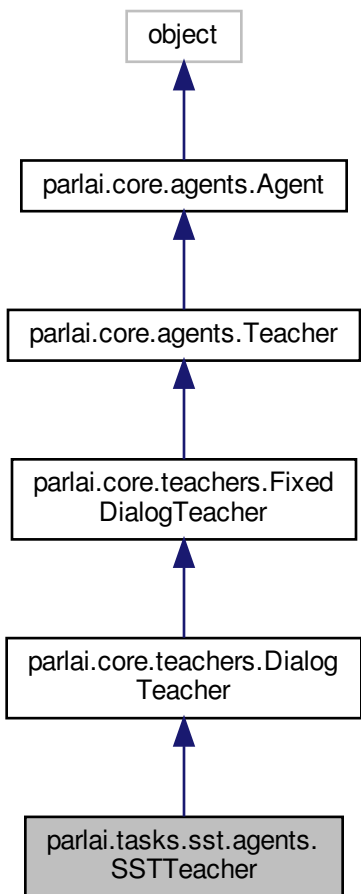 object
parlai.core.agents.Agent
parlai.core.agents.Teacher
parlai.core.teachers.Fixed
DialogTeacher
parlai.core.teachers.Dialog
Teacher
parlai.tasks.sst.agents.
SSTTeacher